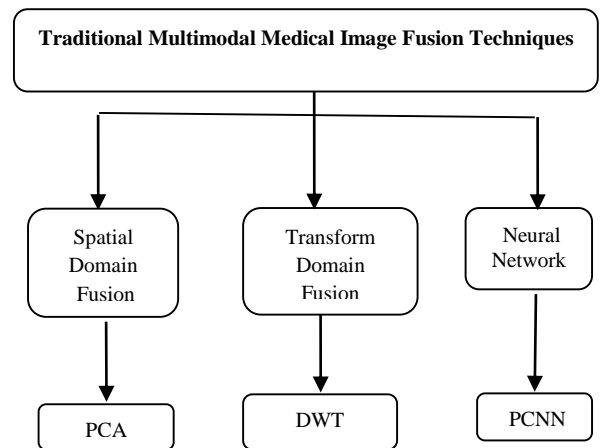 Traditional Multimodal Medical Image Fusion Techniques
Spatial
Domain
Fusion
Transform
Domain
Fusion
Neural
Network
PCA
DWT
PCNN